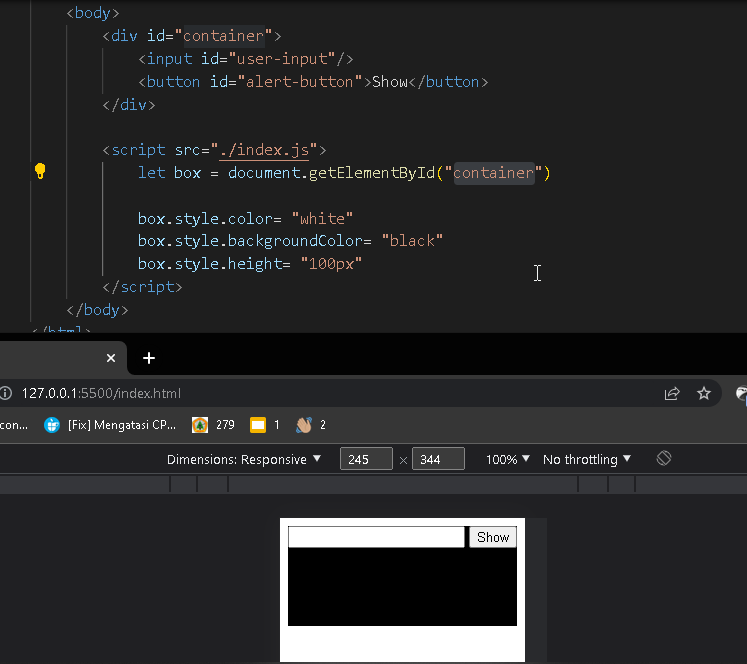 <body>
<div id="container">
<input id="user-input"/>
<button id="alert-button">Show</button>
</div>
<script src="./index.js">
let box = document.getElementById("container")
box.style.color= "white"
box.style.backgroundColor= "black"
box.style.height= "100px"
</script>
</body>
</html>
127.0.0.1:5500/index.html
con... [Fix] Mengatasi CP... 279 1 2
Dimensions: Responsive 245 × 344 100% No throttling
Show